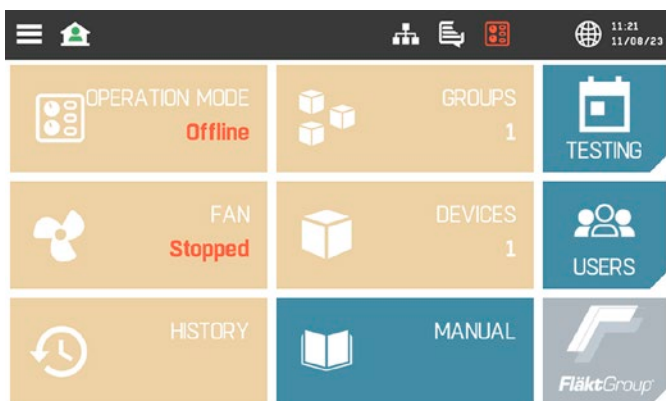 11:21
11/08/23
OPERATION MODE
Offline
GROUPS
1
TESTING
FAN
Stopped
DEVICES
1
USERS
HISTORY
MANUAL
FläktGroup